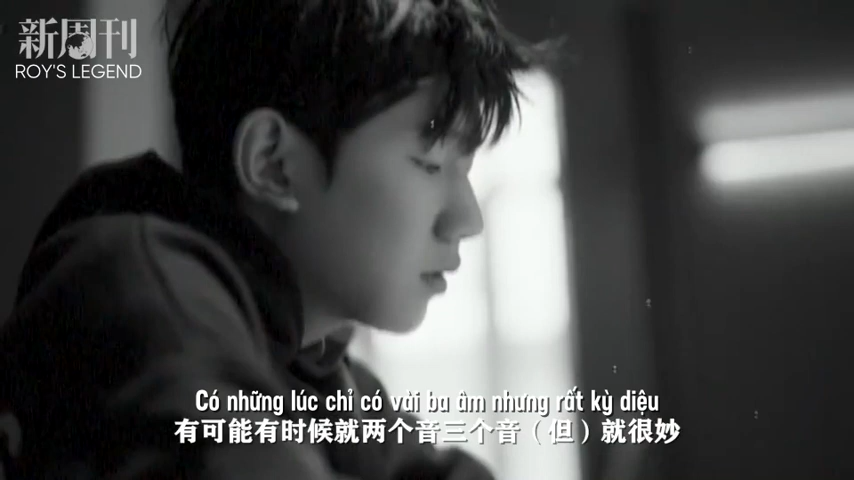 新周刊
ROY'S LEGEND
Có những lúc chỉ có vài ba âm nhưng rất kỳ diệu
有可能有时候就两个音三个音（但）就很妙